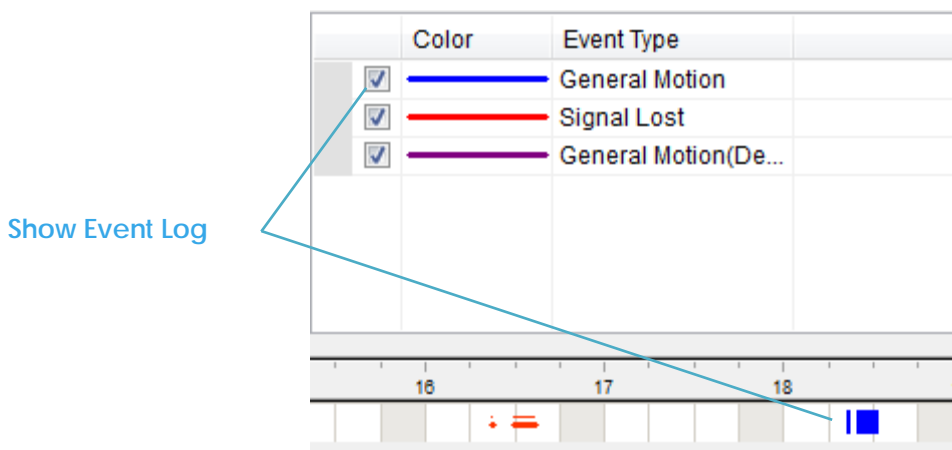 Color Event Type
General Motion
Signal Lost
General Motion(De...
Show Event Log
16 17 18